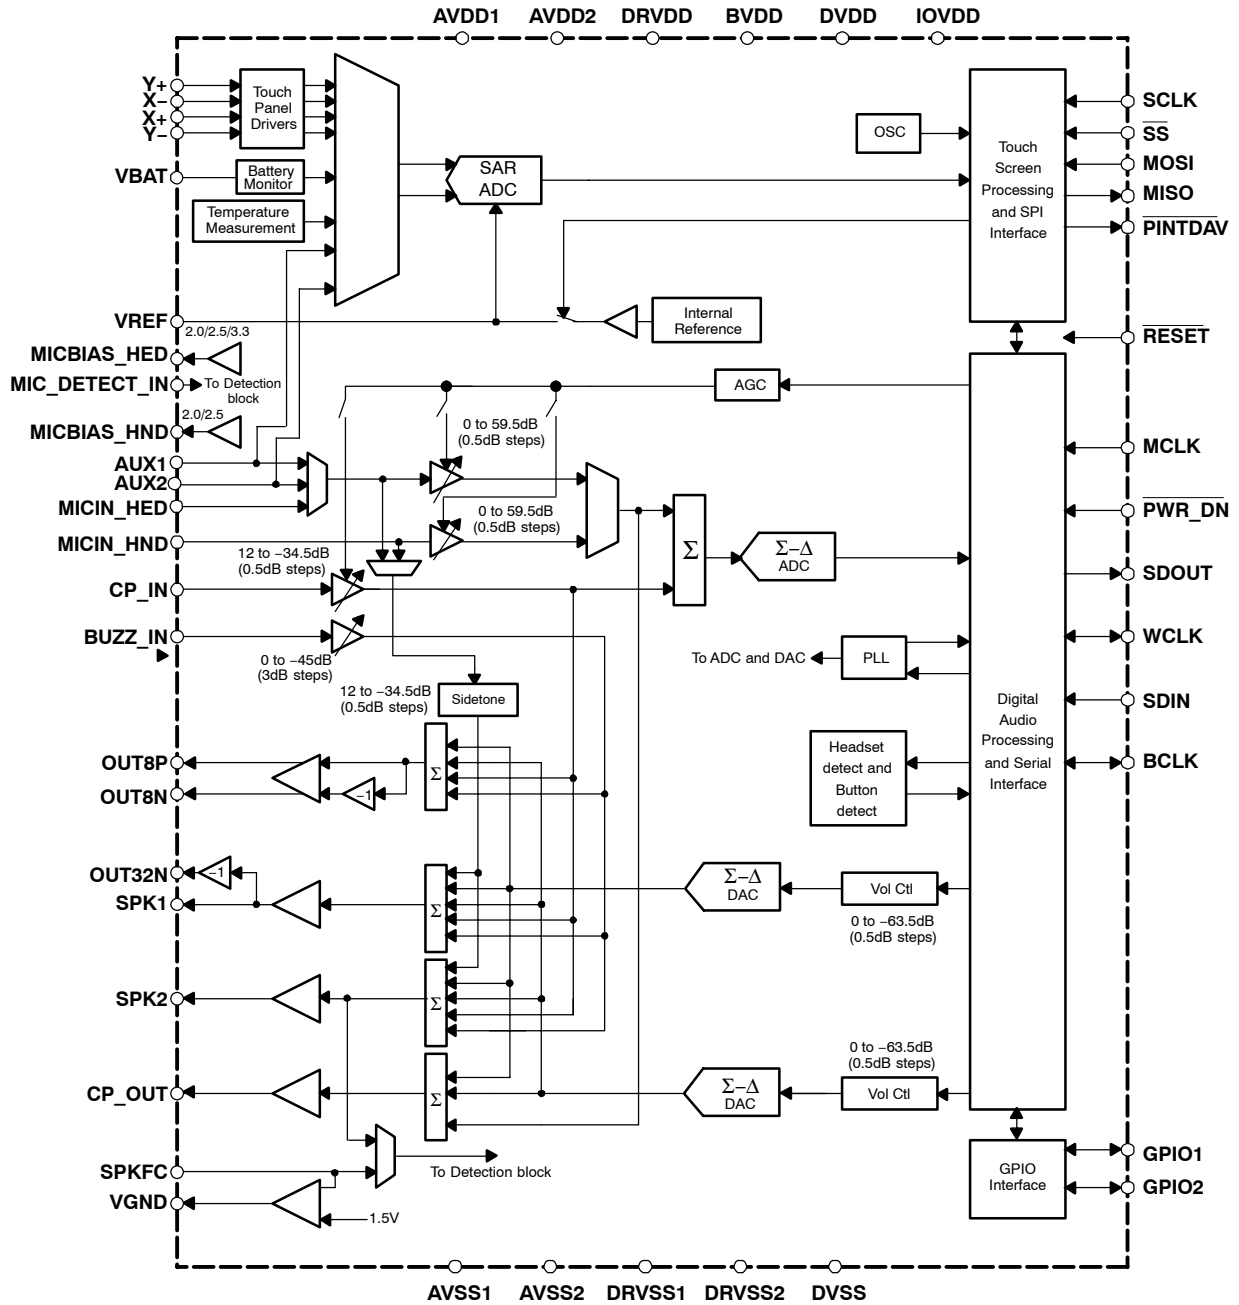 AVDD1 AVDD2 DRVDD BVDD DVDD IOVDD
Y+
X−
X+
Y−
Touch
Panel
Drivers
VBAT
Battery
Monitor
Temperature
Measurement
SAR
ADC
OSC
Touch
Screen
Processing
and SPI
Interface
SCLK
SS
MOSI
MISO
PINTDAV
VREF
Internal
Reference
RESET
2.0/2.5/3.3
MICBIAS_HED
MIC_DETECT_IN
To Detection
block
AGC
2.0/2.5
MICBIAS_HND
0 to 59.5dB
(0.5dB steps)
AUX1
AUX2
MICIN_HED
MCLK
0 to 59.5dB
(0.5dB steps)
PWR_DN
MICIN_HND
12 to −34.5dB
(0.5dB steps)
Σ
Σ−Δ
ADC
CP_IN
SDOUT
BUZZ_IN
0 to −45dB
(3dB steps)
To ADC and DAC
PLL
WCLK
12 to −34.5dB
(0.5dB steps)
Sidetone
Digital
Audio
Processing
and Serial
Interface
SDIN
OUT8P
OUT8N
−1
Σ
Headset
detect and
Button
detect
BCLK
OUT32N
−1
SPK1
Σ
Σ−Δ
DAC
Vol Ctl
0 to −63.5dB
(0.5dB steps)
SPK2
Σ
0 to −63.5dB
(0.5dB steps)
CP_OUT
Σ
Σ−Δ
DAC
Vol Ctl
SPKFC
To Detection block
VGND
1.5V
GPIO
Interface
GPIO1
GPIO2
AVSS1 AVSS2 DRVSS1 DRVSS2 DVSS